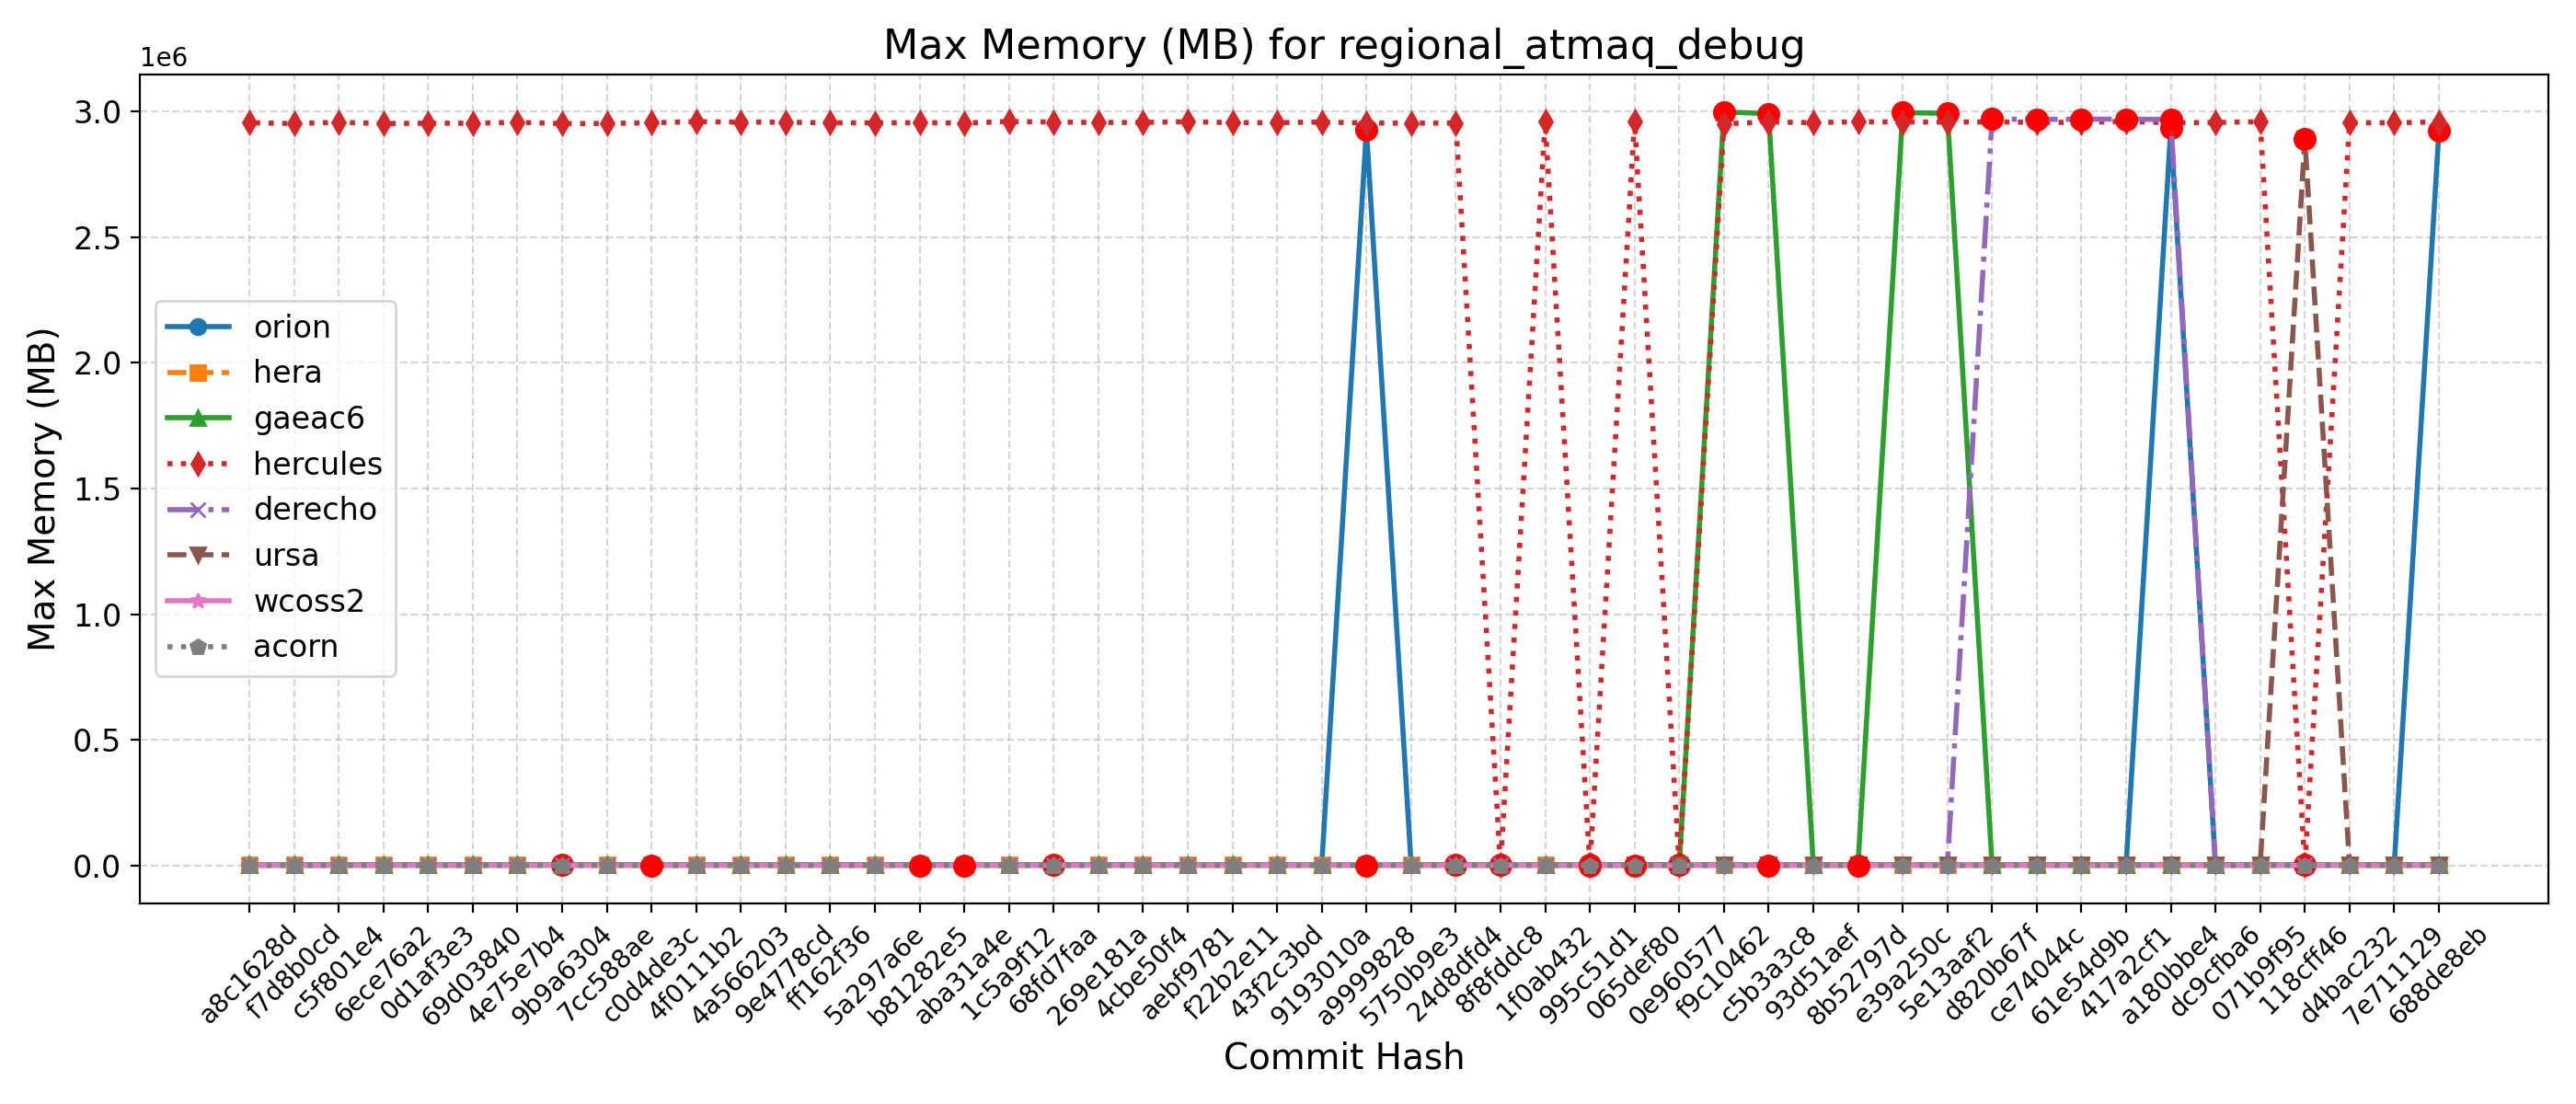 Max Memory (MB) for regional_atmaq_debug
1e6
3.0
2.5
2.0
1.5
1.0
0.5
0.0
Max Memory (MB)
orion
hera
gaeac6
hercules
derecho
ursa
wcoss2
acorn
a8c1628d
f7d8b0cd
c5f801e4
6ece76a2
0d1af3e3
69d03840
4e75e7b4
9b9a6304
7cc588ae
c0d4de3c
4f0111b2
4a566203
9e4778cd
ff162f36
5a297a6e
b81282e5
aba31a4e
1c5a9f12
68fd7faa
269e181a
4cbe50f4
aebf9781
f22b2e11
43f2c3bd
9193010a
a9999828
5750b9e3
24d8dfd4
8f8fddc8
1f0ab432
995c51d1
065def80
0e960577
f9c10462
c5b3a3c8
93d51aef
8b52797d
e39a250c
5e13aaf2
d820b67f
ce74044c
61e54d9b
417a2cf1
a180bbe4
dc9cfba6
071b9f95
118cff46
d4bac232
7e711129
688de8eb
Commit Hash